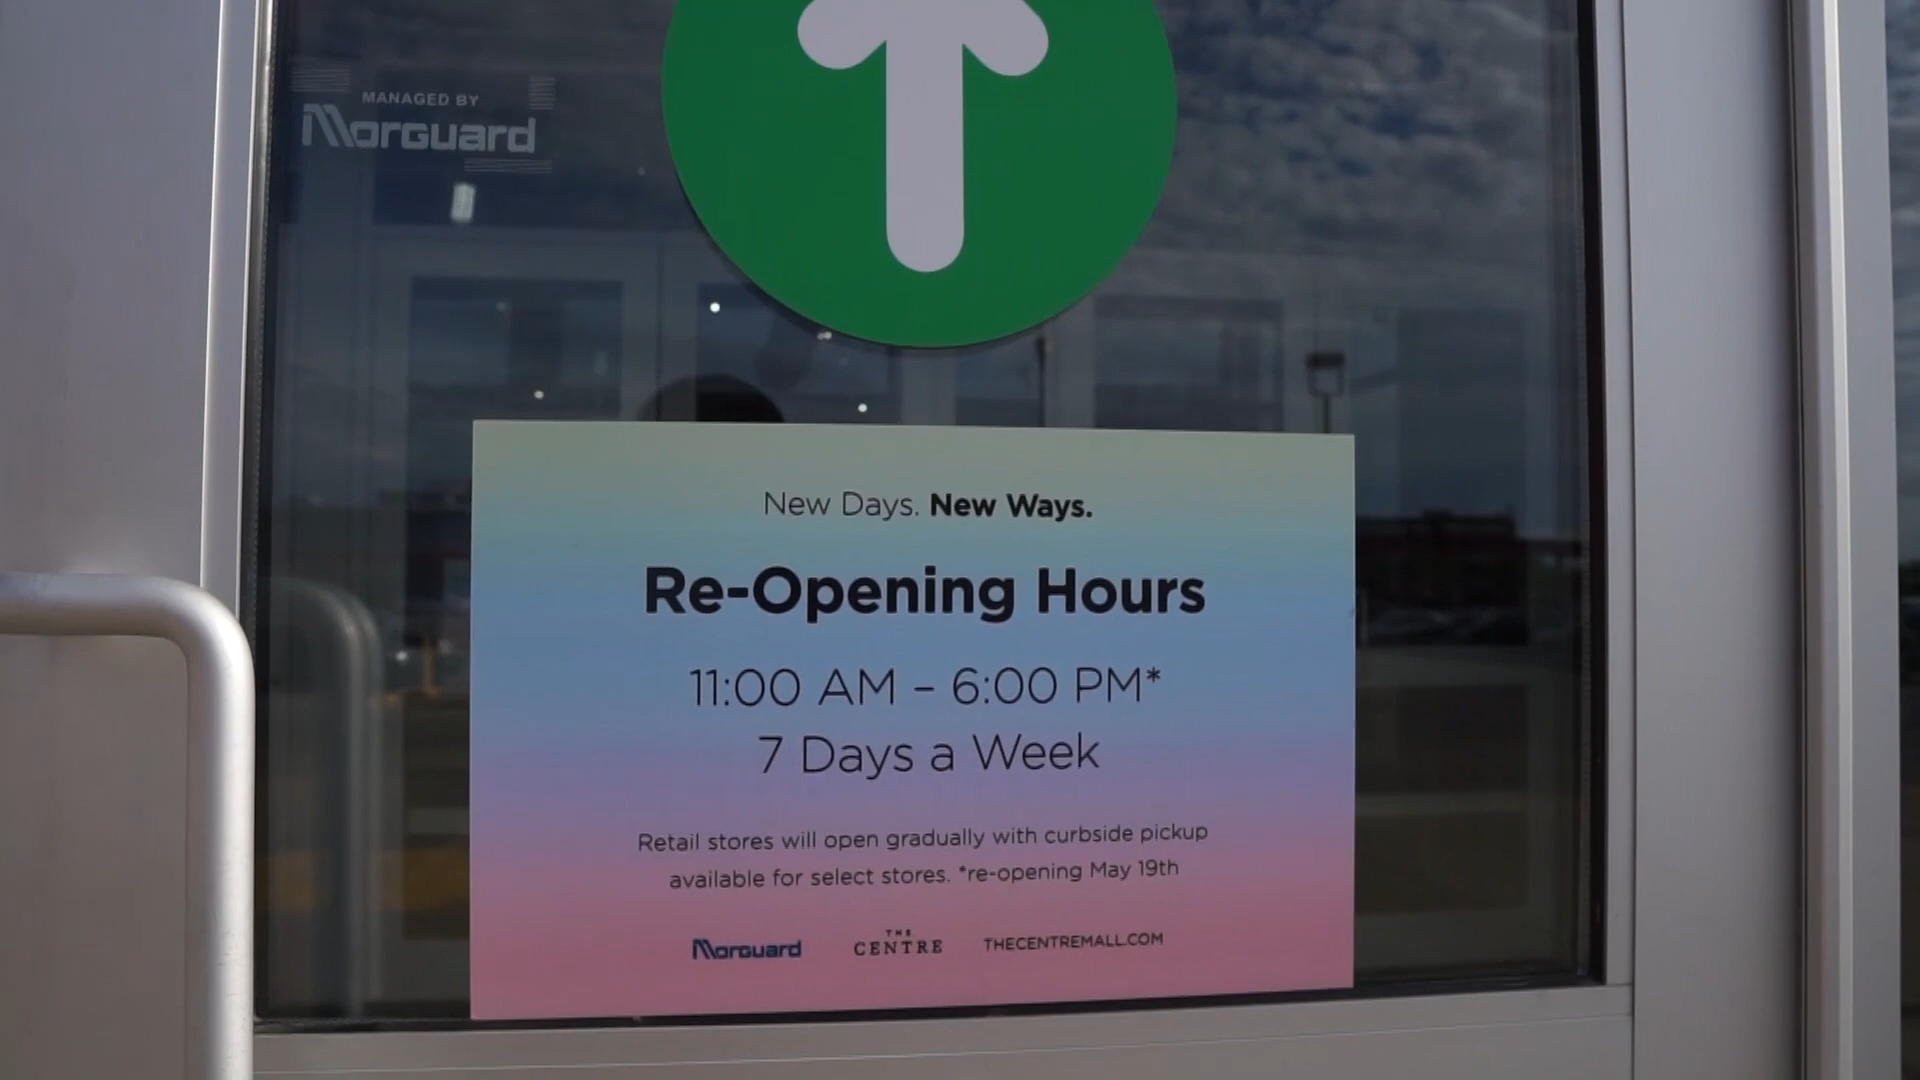 MANAGED BY
Morguard
New Days. New Ways.
Re-Opening Hours
11:00 AM – 6:00 PM*
7 Days a Week
Retail stores will open gradually with curbside pickup
available for select stores. *re-opening May 19th
Morguard THE CENTRE THECENTREMALL.COM